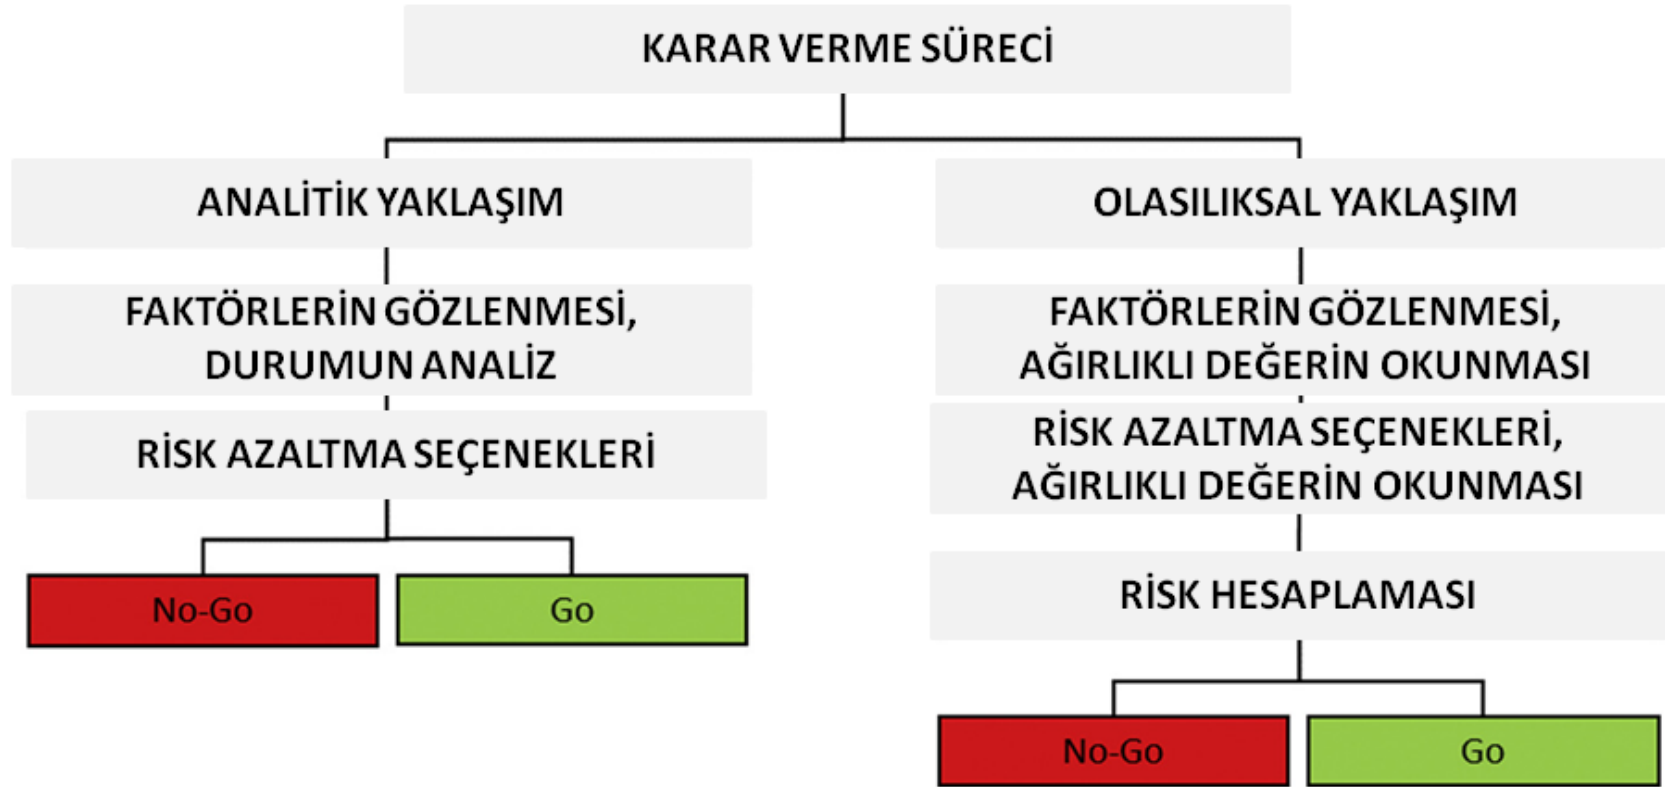 KARAR VERME SÜRECİ
ANALİTİK YAKLAŞIM
FAKTÖRLERİN GÖZLENMESİ,
DURUMUN ANALİZ
RİSK AZALTMA SEÇENEKLERİ
No-Go
Go
OLASILIKSAL YAKLAŞIM
FAKTÖRLERİN GÖZLENMESİ,
AĞIRLIKLI DEĞERİN OKUNMASI
RİSK AZALTMA SEÇENEKLERİ,
AĞIRLIKLI DEĞERİN OKUNMASI
RİSK HESAPLAMASI
No-Go
Go